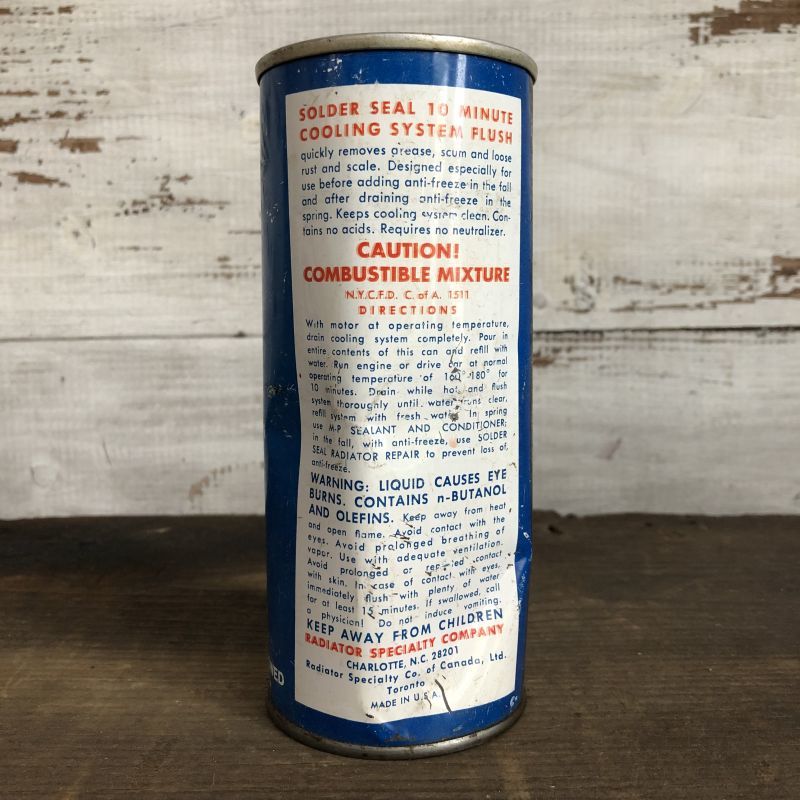 SOLDER SEAL 10 MINUTE
COOLING SYSTEM FLUSH
quickly removes grease, scum and loose
rust and scale. Designed especially for
use before adding anti-freeze in the fall
and after draining anti-freeze in the
spring. Keeps cooling system clean. Con-
tains no acids. Requires no neutralizer.
CAUTION!
COMBUSTIBLE MIXTURE
N.Y.C.F.D. C. of A. 1511
DIRECTIONS
With motor at operating temperature,
drain cooling system completely. Pour in
entire contents of this can and refill with
water. Run engine or drive car at normal
operating temperature of 160°-180° for
10 minutes. Drain while hot and flush
system thoroughly until water runs clear,
refill system with fresh water. In spring
use M-P SEALANT AND CONDITIONER;
in the fall, with anti-freeze, use SOLDER
SEAL RADIATOR REPAIR to prevent loss of
anti-freeze.
WARNING: LIQUID CAUSES EYE
BURNS. CONTAINS n-BUTANOL
AND OLEFINS. Keep away from heat
and open flame. Avoid contact with the
eyes. Avoid prolonged breathing of
vapor. Use with adequate ventilation.
Avoid prolonged or repeated contact
with skin. In case of contact with eyes,
immediately flush with plenty of water
for at least 15 minutes. If swallowed, call
a physician! Do not induce vomiting.
KEEP AWAY FROM CHILDREN
RADIATOR SPECIALTY COMPANY
CHARLOTTE, N.C. 28201
Radiator Specialty Co. of Canada, Ltd.
Toronto
MADE IN U.S.A.